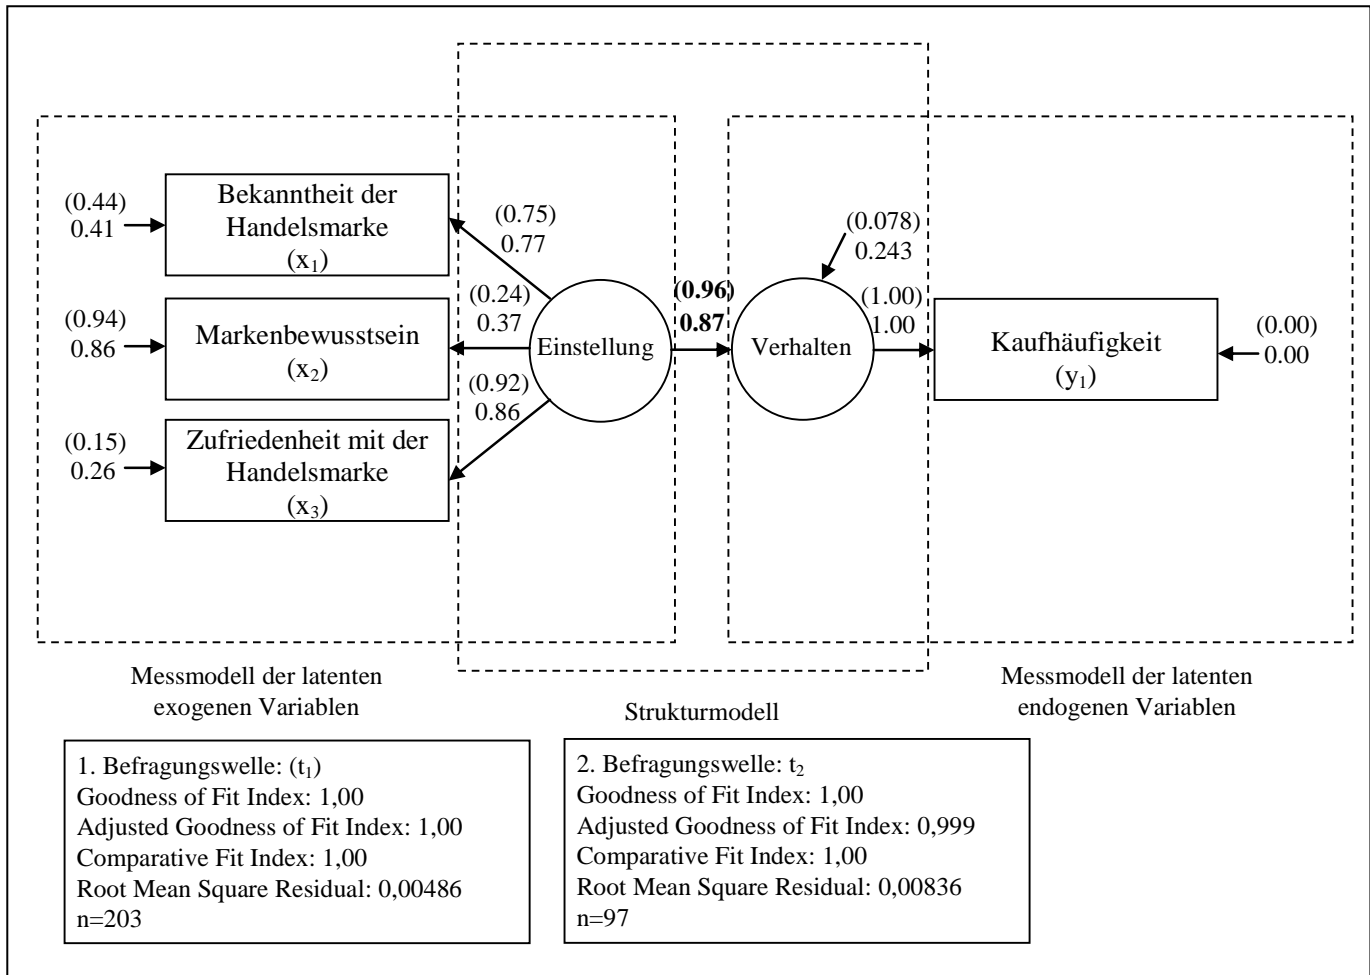 (0.44)
0.41
Bekanntheit der
Handelsmarke
(x₁)
(0.75)
0.77
(0.94)
0.86
Markenbewusstsein
(x₂)
(0.24)
0.37
(0.15)
0.26
Zufriedenheit mit der
Handelsmarke
(x₃)
(0.92)
0.86
Einstellung
(0.96)
0.87
Verhalten
(0.078)
0.243
(1.00)
1.00
Kaufhäufigkeit
(y₁)
(0.00)
0.00
Messmodell der latenten
exogenen Variablen
Strukturmodell
Messmodell der latenten
endogenen Variablen
1. Befragungswelle: (t₁)
Goodness of Fit Index: 1,00
Adjusted Goodness of Fit Index: 1,00
Comparative Fit Index: 1,00
Root Mean Square Residual: 0,00486
n=203
2. Befragungswelle: t₂
Goodness of Fit Index: 1,00
Adjusted Goodness of Fit Index: 0,999
Comparative Fit Index: 1,00
Root Mean Square Residual: 0,00836
n=97